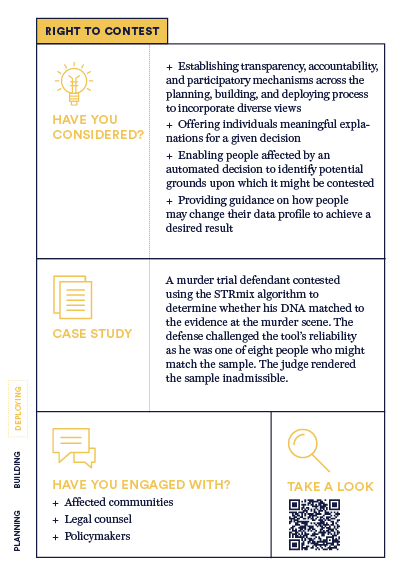 RIGHT TO CONTEST
HAVE YOU
CONSIDERED?
+ Establishing transparency, accountability,
and participatory mechanisms across the
planning, building, and deploying process
to incorporate diverse views
+ Offering individuals meaningful expla-
nations for a given decision
+ Enabling people affected by an
automated decision to identify potential
grounds upon which it might be contested
+ Providing guidance on how people
may change their data profile to achieve a
desired result
CASE STUDY
A murder trial defendant contested
using the STRmix algorithm to
determine whether his DNA matched to
the evidence at the murder scene. The
defense challenged the tool's reliability
as he was one of eight people who might
match the sample. The judge rendered
the sample inadmissible.
HAVE YOU ENGAGED WITH?
+ Affected communities
+ Legal counsel
+ Policymakers
TAKE A LOOK
DEPLOYING
BUILDING
PLANNING